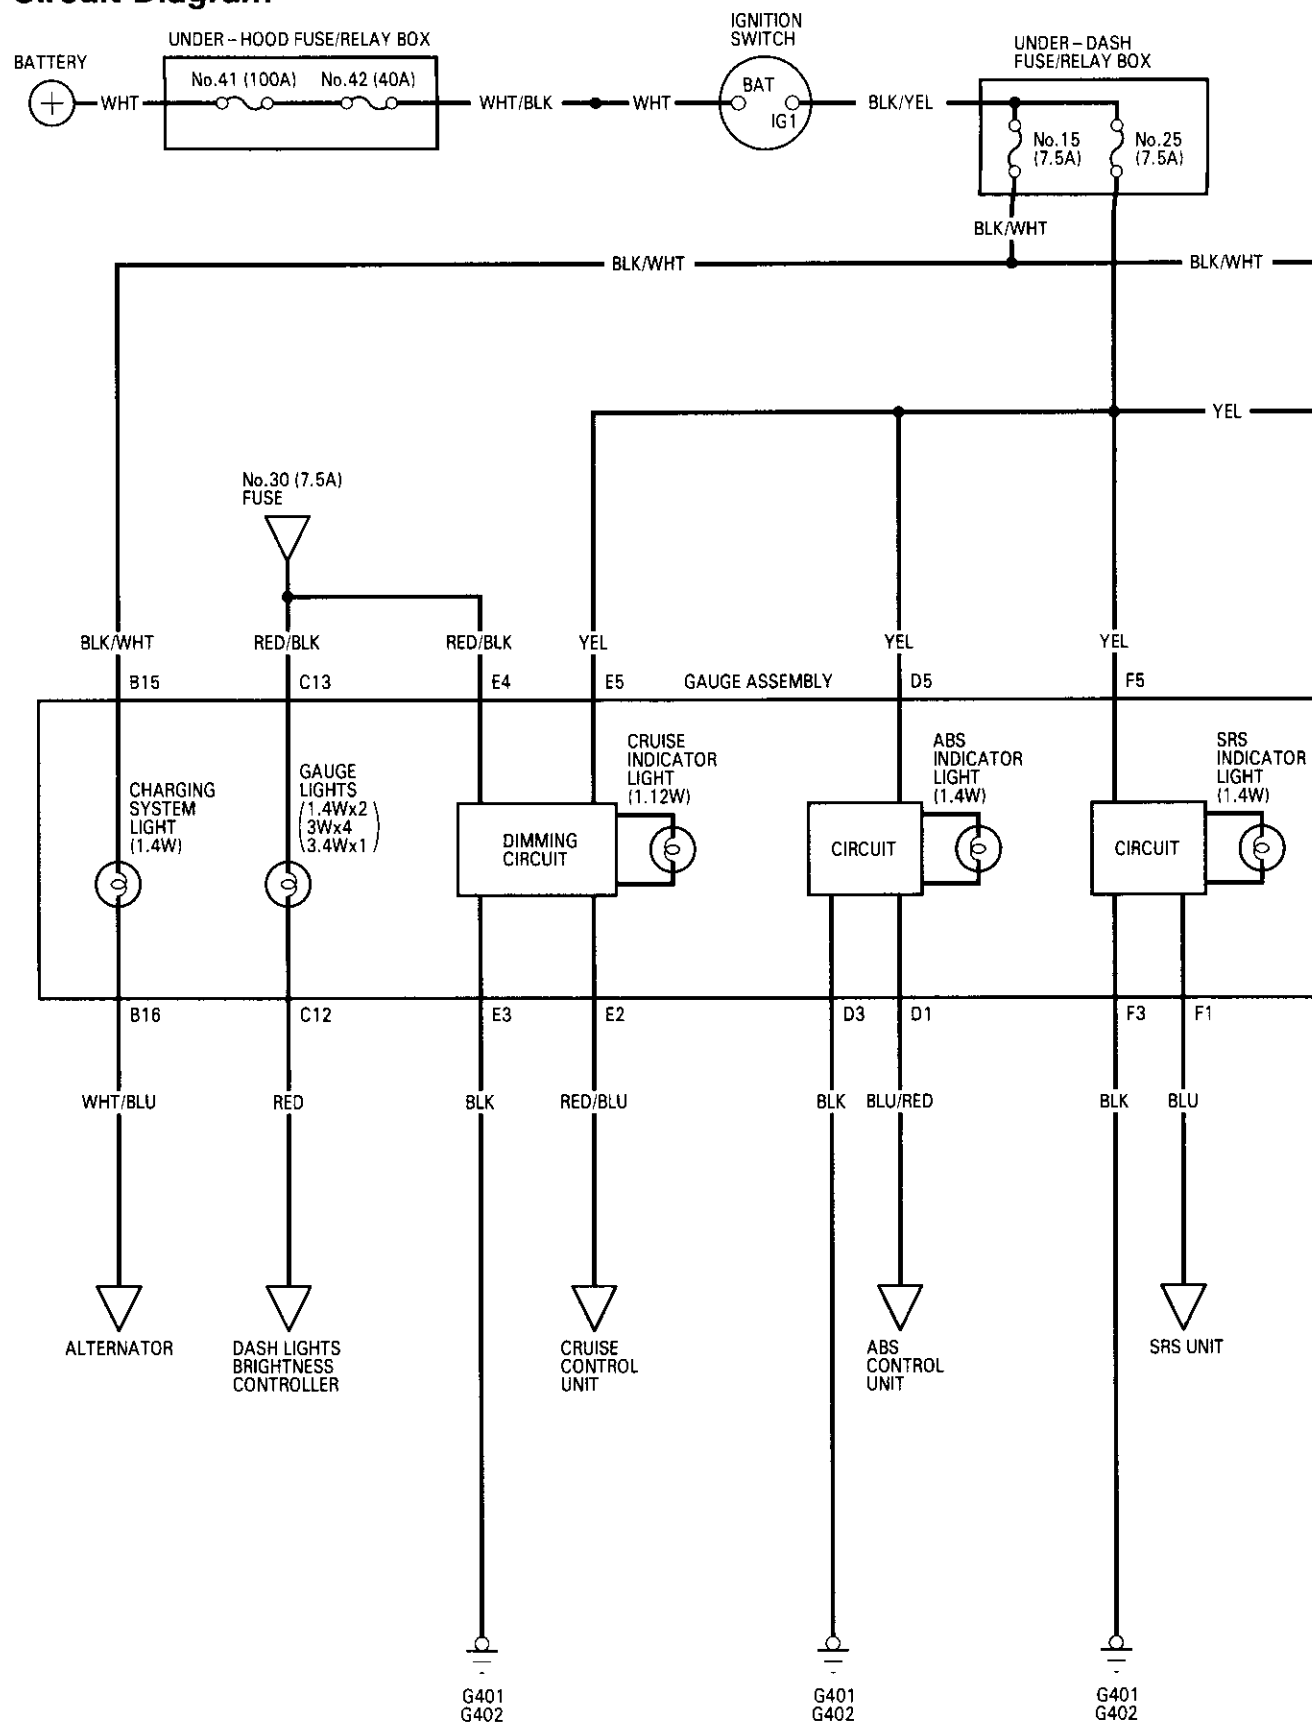 Circuit Diagram
IGNITION
SWITCH
UNDER-HOOD FUSE/RELAY BOX
UNDER-DASH
FUSE/RELAY BOX
BATTERY
No.41 (100A)
No.42 (40A)
BAT
IG1
WHT
WHT/BLK
WHT
BLK/YEL
No.15
(7.5A)
No.25
(7.5A)
BLK/WHT
BLK/WHT
BLK/WHT
YEL
No.30 (7.5A)
FUSE
BLK/WHT
RED/BLK
RED/BLK
YEL
YEL
YEL
B15
C13
E4
E5
GAUGE ASSEMBLY
D5
F5
CHARGING
SYSTEM
LIGHT
(1.4W)
GAUGE
LIGHTS
(1.4Wx2
3Wx4
3.4Wx1)
DIMMING
CIRCUIT
CRUISE
INDICATOR
LIGHT
(1.12W)
CIRCUIT
ABS
INDICATOR
LIGHT
(1.4W)
CIRCUIT
SRS
INDICATOR
LIGHT
(1.4W)
B16
C12
E3
E2
D3
D1
F3
F1
WHT/BLU
RED
BLK
RED/BLU
BLK
BLU/RED
BLK
BLU
ALTERNATOR
DASH LIGHTS
BRIGHTNESS
CONTROLLER
CRUISE
CONTROL
UNIT
ABS
CONTROL
UNIT
SRS UNIT
G401
G402
G401
G402
G401
G402